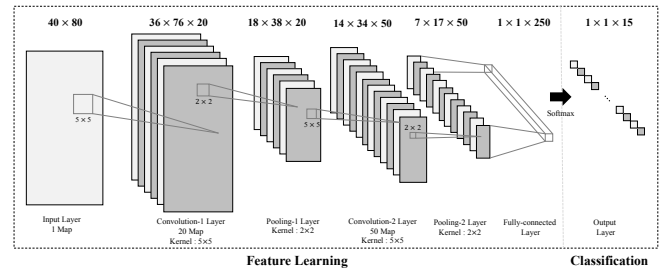 40 × 80
36 × 76 × 20
18 × 38 × 20
14 × 34 × 50
7 × 17 × 50
1 × 1 × 250
1 × 1 × 15
5 × 5
2 × 2
5 × 5
2 × 2
Softmax
Input Layer
1 Map
Convolution-1 Layer
20 Map
Kernel : 5×5
Pooling-1 Layer
Kernel : 2×2
Convolution-2 Layer
50 Map
Kernel : 5×5
Pooling-2 Layer
Kernel : 2×2
Fully-connected
Layer
Output
Layer
Feature Learning
Classification